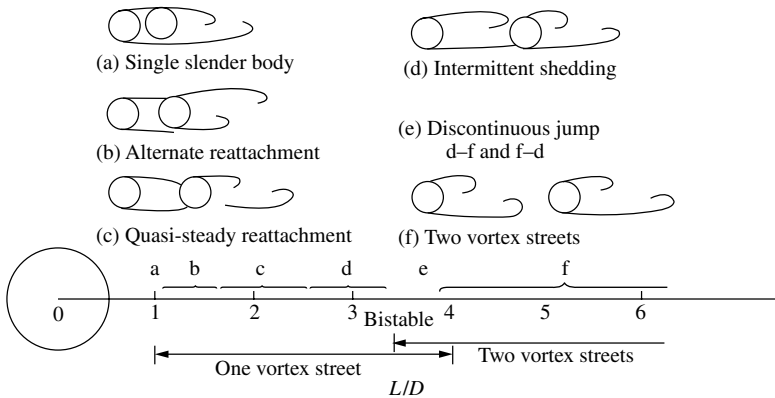 (a) Single slender body
(d) Intermittent shedding
(b) Alternate reattachment
(e) Discontinuous jump
d–f and f–d
(c) Quasi-steady reattachment
(f) Two vortex streets
a b c d e f
0 1 2 3 4 5 6
Bistable
One vortex street
Two vortex streets
L/D